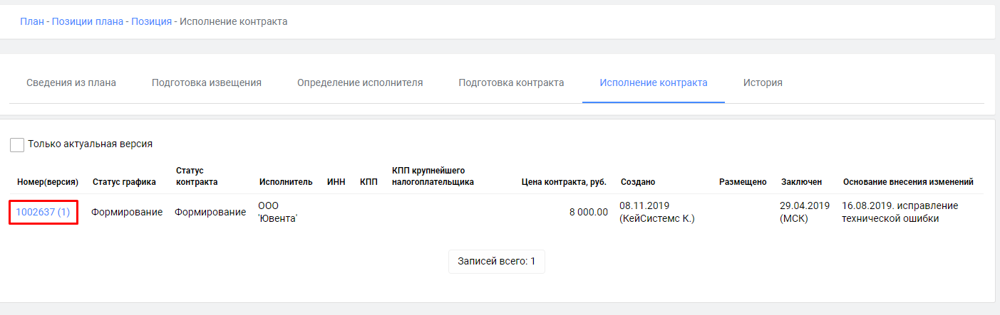 План - Позиции плана - Позиция - Исполнение контракта
Сведения из плана Подготовка извещения Определение исполнителя Подготовка контракта Исполнение контракта История
Только актуальная версия
Номер(версия) Статус графика Статус контракта Исполнитель ИНН КПП КПП крупнейшего налогоплательщика Цена контракта, руб. Создано Размещено Заключен Основание внесения изменений
1002637 (1) Формирование Формирование ООО 'Ювента' 8 000.00 08.11.2019 (КейСистемс К.) 29.04.2019 (МСК) 16.08.2019. исправление технической ошибки
Записей всего: 1